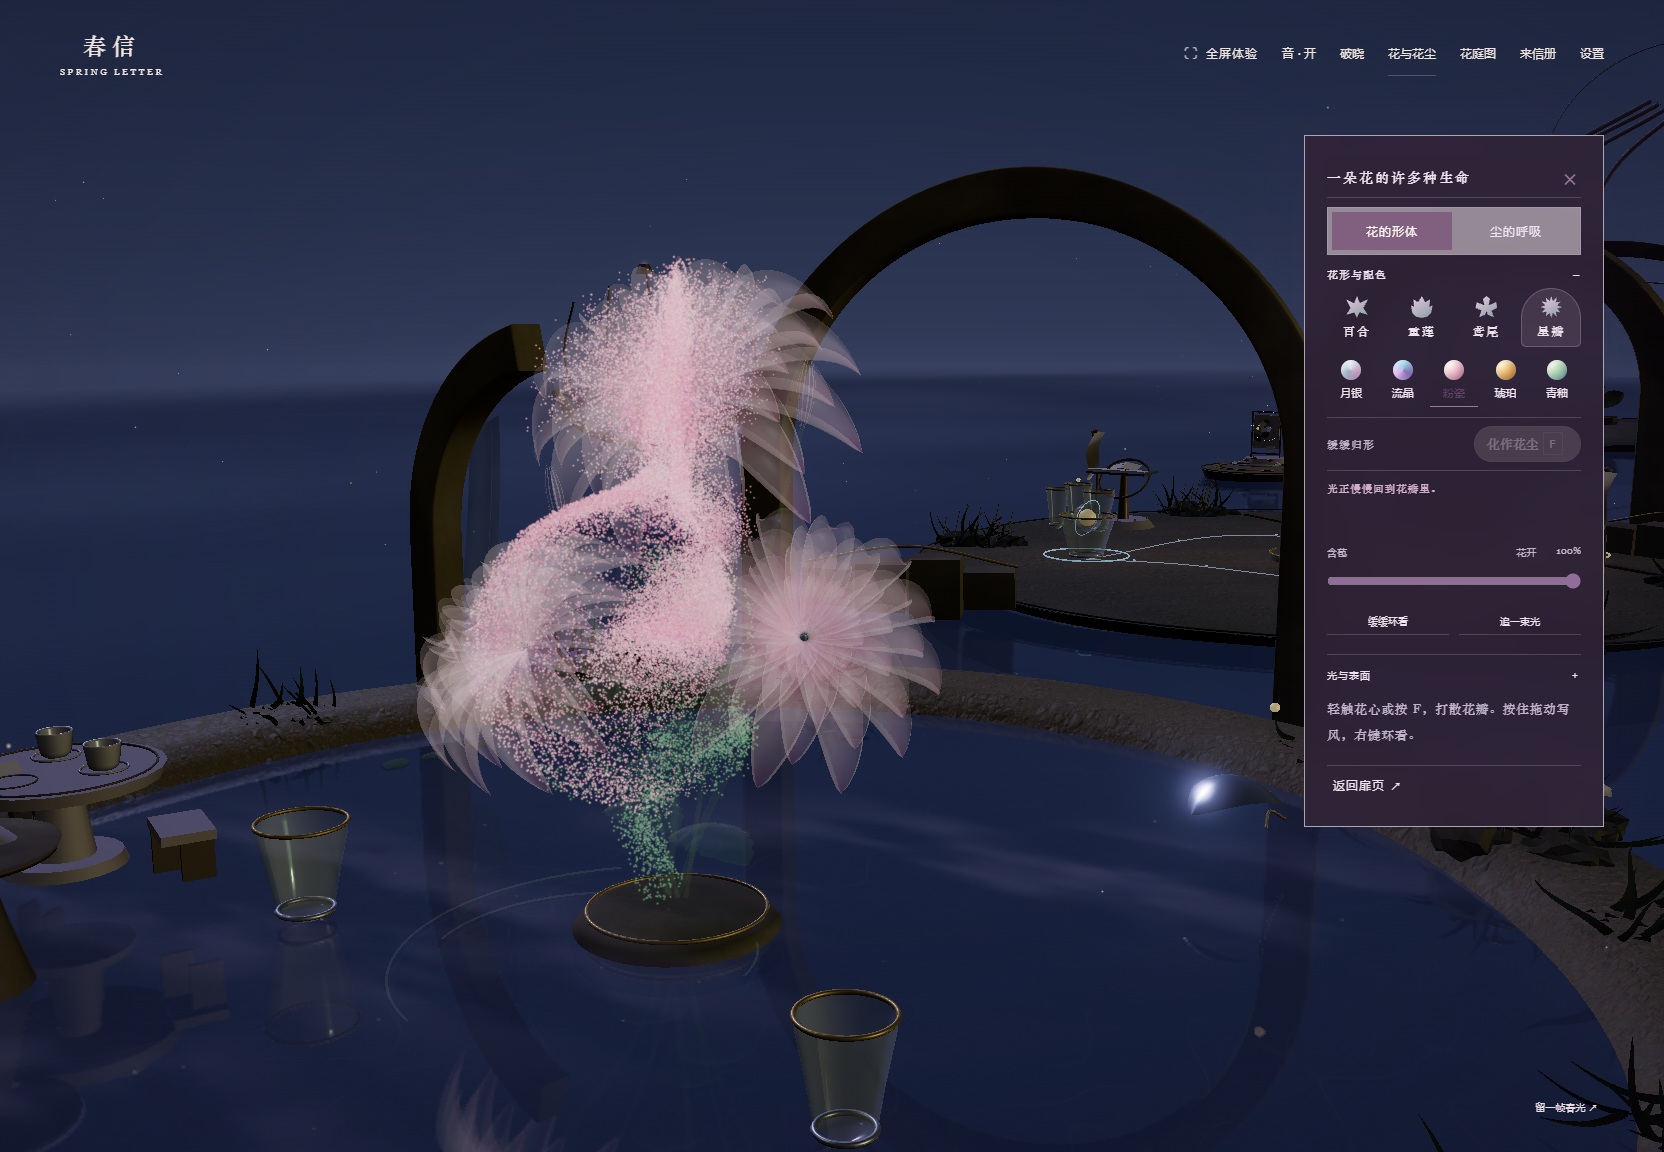 春信
SPRING LETTER
全屏体验 音·开 破晓 花与花尘 花庭图 来信册 设置
一朵花的许多种生命
花的形体 尘的呼吸
花形与配色
百合 重莲 鸢尾 星瓣
月银 流晶 粉瓷 琥珀 青釉
缓缓归形 化作花尘 F
光正慢慢回到花瓣里。
含苞 花开 100%
缓缓环看 追一束光
光与表面 +
轻触花心或按 F，打散花瓣。按住拖动写
风，右键环看。
返回扉页 ↗
留一帧春光 ↗